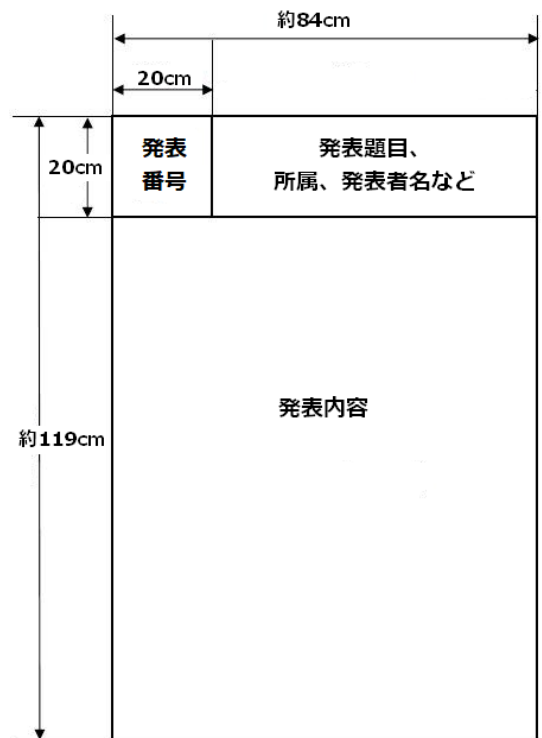 約84cm
20cm
20cm
発表
番号
発表題目、
所属、発表者名など
発表内容
約119cm